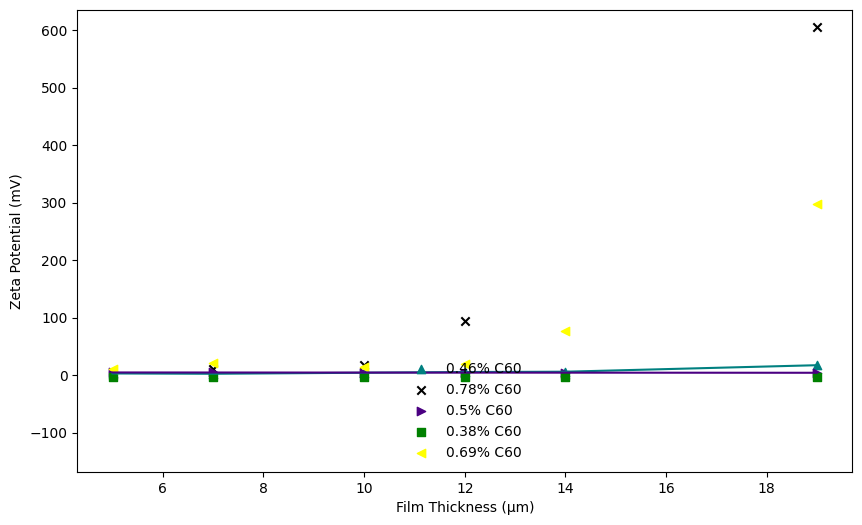 600
500
400
300
200
100
0
−100
Zeta Potential (mV)
0.46% C60
0.78% C60
0.5% C60
0.38% C60
0.69% C60
6 8 10 12 14 16 18
Film Thickness (μm)